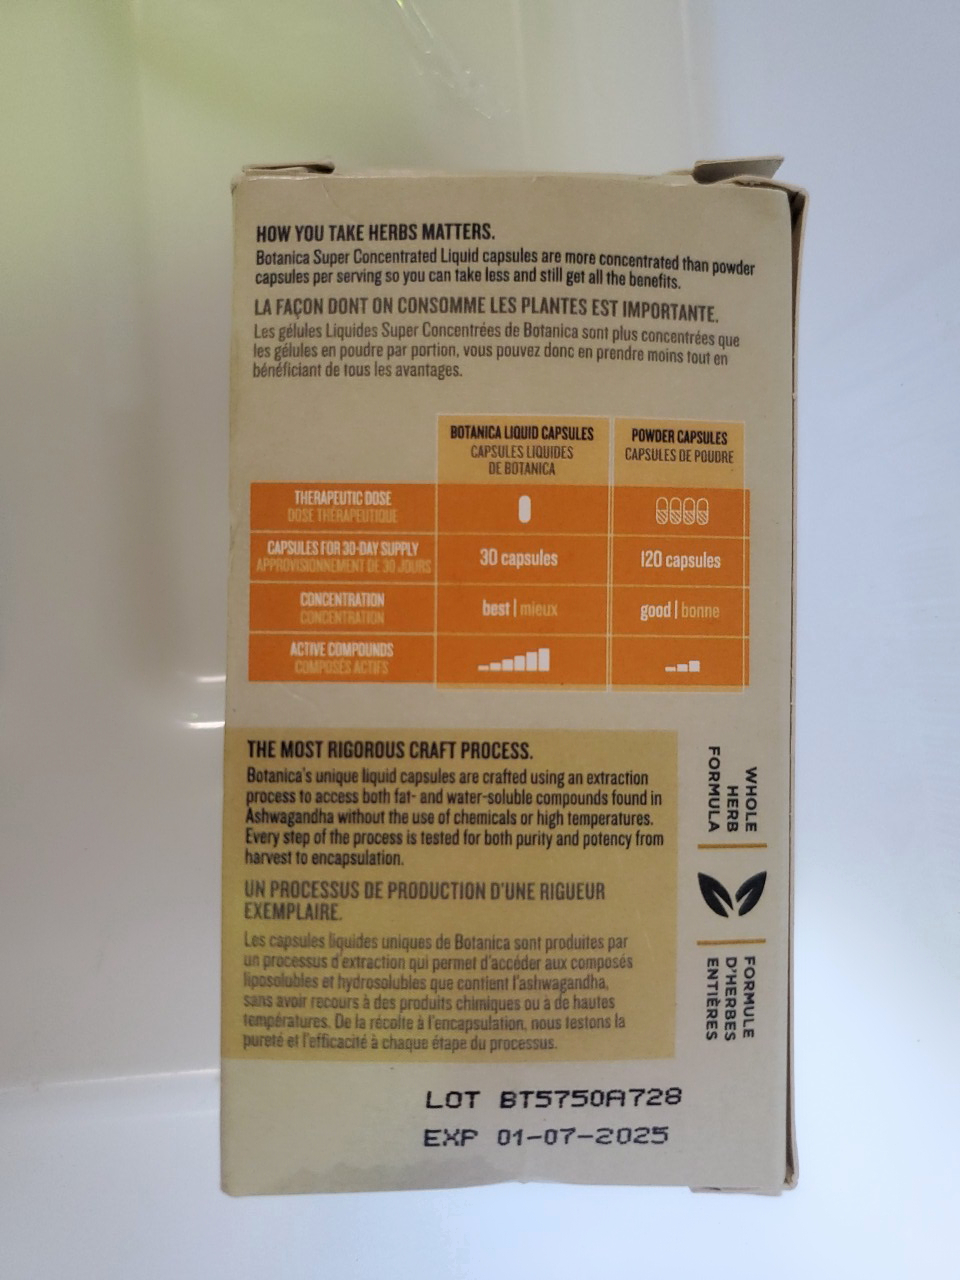 HOW YOU TAKE HERBS MATTERS.
Botanica Super Concentrated Liquid capsules are more concentrated than powder
capsules per serving so you can take less and still get all the benefits.
LA FAÇON DONT ON CONSOMME LES PLANTES EST IMPORTANTE.
Les gélules Liquides Super Concentrées de Botanica sont plus concentrées que
les gélules en poudre par portion, vous pouvez donc en prendre moins tout en
bénéficiant de tous les avantages.
BOTANICA LIQUID CAPSULES
CAPSULES LIQUIDES
DE BOTANICA
POWDER CAPSULES
CAPSULES DE POUDRE
THERAPEUTIC DOSE
DOSE THÉRAPEUTIQUE
CAPSULES FOR 30-DAY SUPPLY
APPROVISIONNEMENT DE 30 JOURS
30 capsules
120 capsules
CONCENTRATION
CONCENTRATION
best | mieux
good | bonne
ACTIVE COMPOUNDS
COMPOSÉS ACTIFS
THE MOST RIGOROUS CRAFT PROCESS.
Botanica's unique liquid capsules are crafted using an extraction
process to access both fat- and water-soluble compounds found in
Ashwagandha without the use of chemicals or high temperatures.
Every step of the process is tested for both purity and potency from
harvest to encapsulation.
UN PROCESSUS DE PRODUCTION D'UNE RIGUEUR
EXEMPLAIRE.
Les capsules liquides uniques de Botanica sont produites par
un processus d'extraction qui permet d'accéder aux composés
liposolubles et hydrosolubles que contient l'ashwagandha,
sans avoir recours à des produits chimiques ou à de hautes
températures. De la récolte à l'encapsulation, nous testons la
pureté et l'efficacité à chaque étape du processus.
WHOLE
HERB
FORMULA
FORMULE
D'HERBES
ENTIÈRES
LOT BT5750A728
EXP 01-07-2025